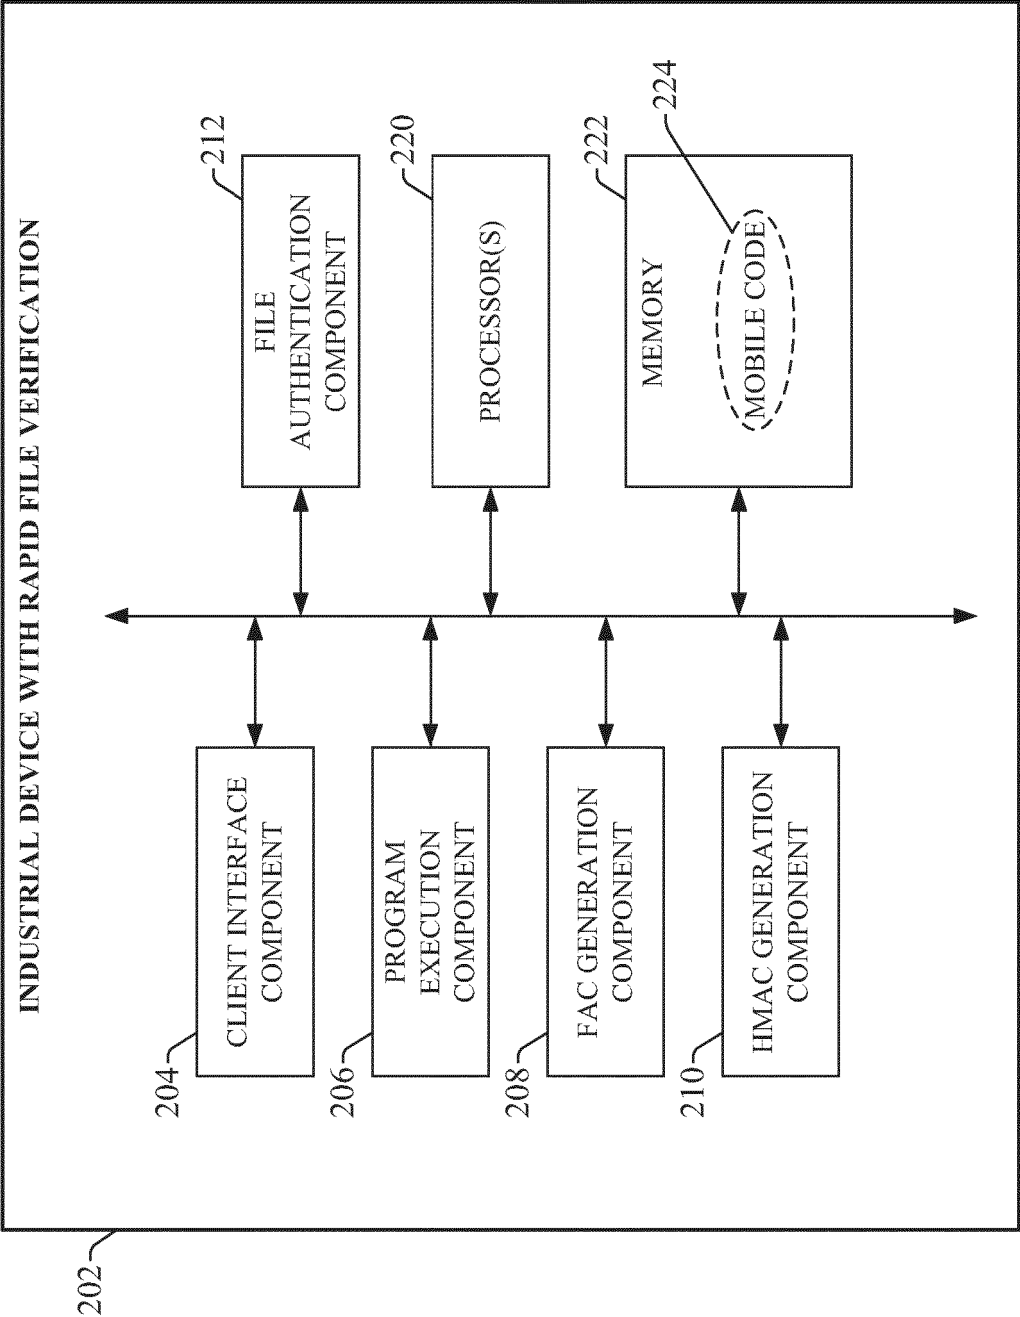 INDUSTRIAL DEVICE WITH RAPID FILE VERIFICATION
202
204
CLIENT INTERFACE
COMPONENT
206
PROGRAM
EXECUTION
COMPONENT
208
FAC GENERATION
COMPONENT
210
HMAC GENERATION
COMPONENT
212
FILE
AUTHENTICATION
COMPONENT
220
PROCESSOR(S)
222
MEMORY
224
MOBILE CODE